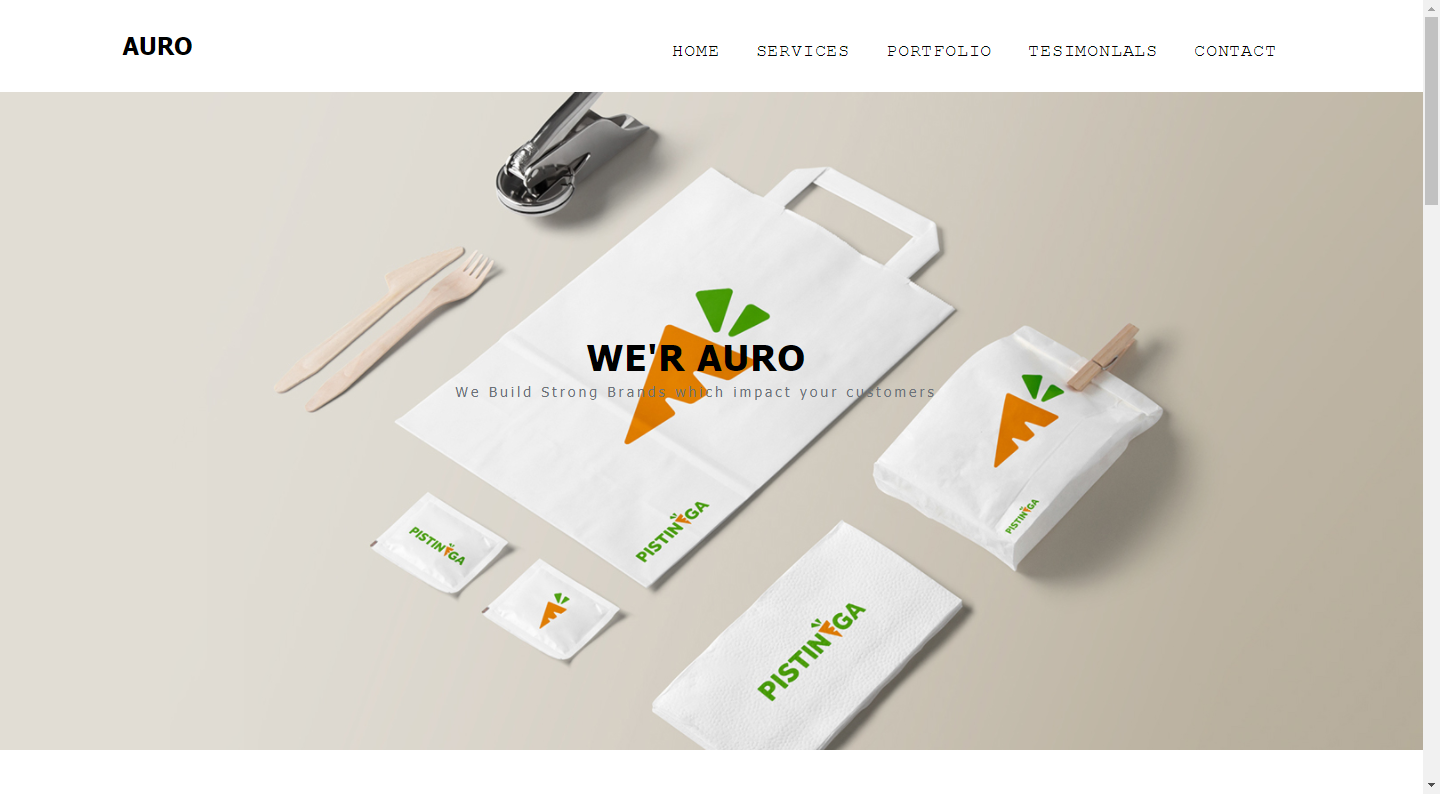 AURO
HOME SERVICES PORTFOLIO TESIMONLALS CONTACT
WE'R AURO
We Build Strong Brands which impact your customers
PISTINGA
PISTINGA
PISTINGA
PISTINGA